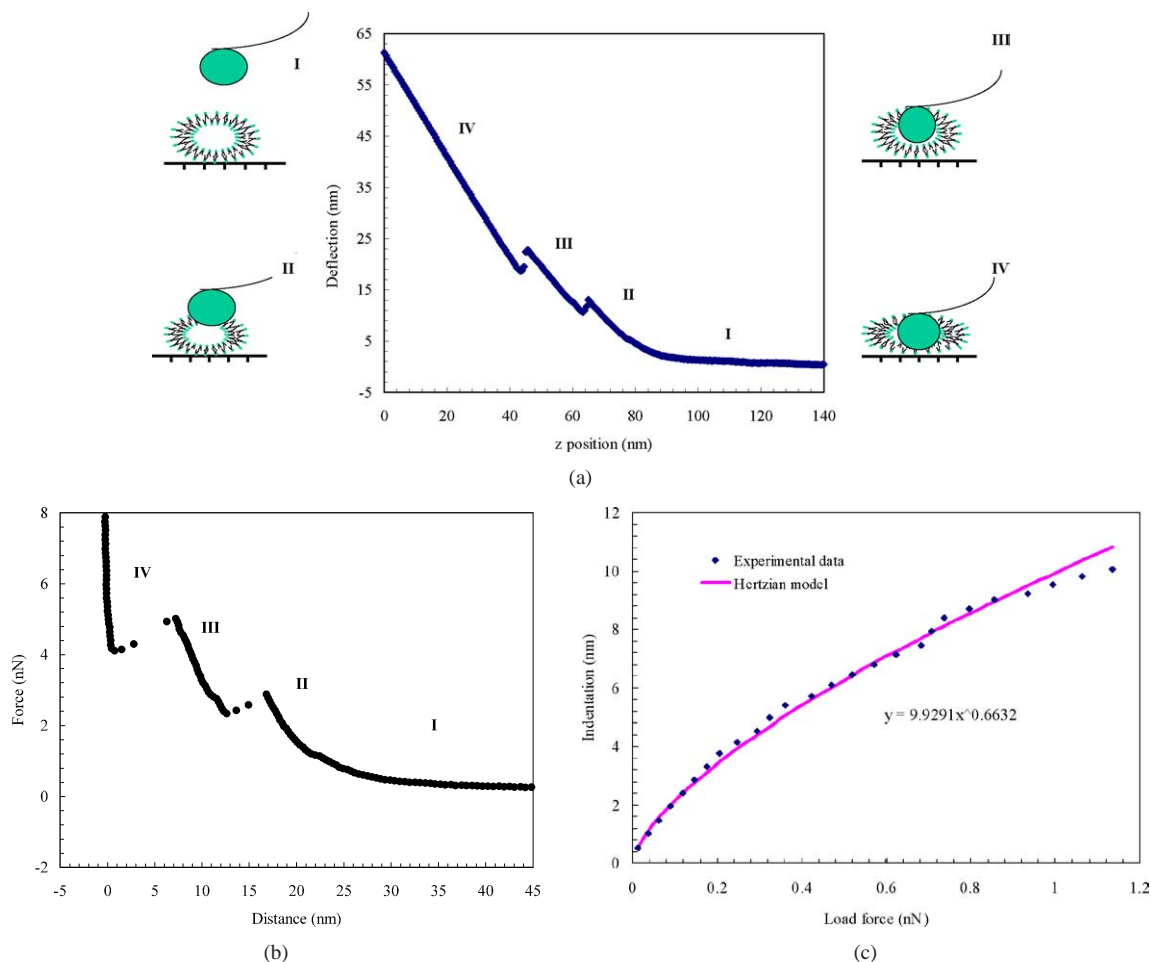 I
II
III
IV
65
55
45
35
25
15
5
-5
Deflection (nm)
IV
III
II
I
0 20 40 60 80 100 120 140
z position (nm)
(a)
8
6
4
2
0
-2
Force (nN)
IV
III
II
I
-5 0 5 10 15 20 25 30 35 40 45
Distance (nm)
(b)
12
10
8
6
4
2
0
Indentation (nm)
Experimental data
Hertzian model
y = 9.9291x^0.6632
0 0.2 0.4 0.6 0.8 1 1.2
Load force (nN)
(c)